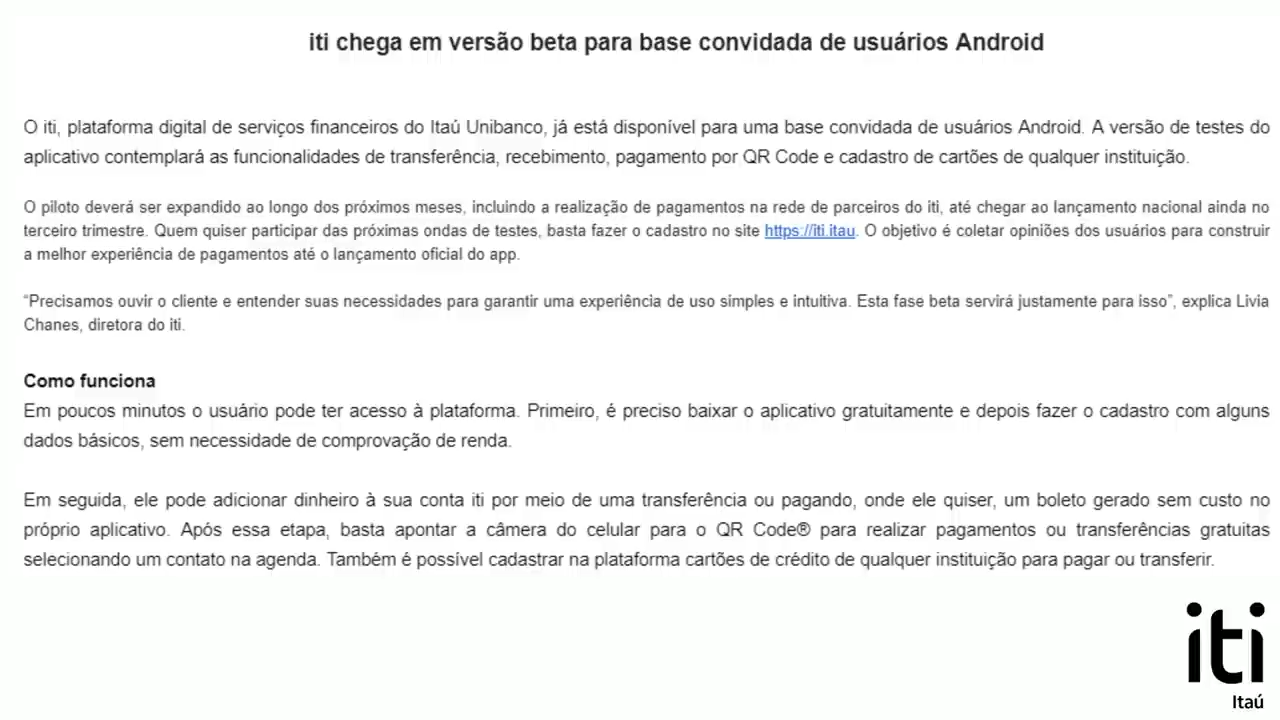 iti chega em versão beta para base convidada de usuários Android
O iti, plataforma digital de serviços financeiros do Itaú Unibanco, já está disponível para uma base convidada de usuários Android. A versão de testes do
aplicativo contemplará as funcionalidades de transferência, recebimento, pagamento por QR Code e cadastro de cartões de qualquer instituição.
O piloto deverá ser expandido ao longo dos próximos meses, incluindo a realização de pagamentos na rede de parceiros do iti, até chegar ao lançamento nacional ainda no
terceiro trimestre. Quem quiser participar das próximas ondas de testes, basta fazer o cadastro no site https://iti.itau. O objetivo é coletar opiniões dos usuários para construir
a melhor experiência de pagamentos até o lançamento oficial do app.
“Precisamos ouvir o cliente e entender suas necessidades para garantir uma experiência de uso simples e intuitiva. Esta fase beta servirá justamente para isso”, explica Livia
Chanes, diretora do iti.
Como funciona
Em poucos minutos o usuário pode ter acesso à plataforma. Primeiro, é preciso baixar o aplicativo gratuitamente e depois fazer o cadastro com alguns
dados básicos, sem necessidade de comprovação de renda.
Em seguida, ele pode adicionar dinheiro à sua conta iti por meio de uma transferência ou pagando, onde ele quiser, um boleto gerado sem custo no
próprio aplicativo. Após essa etapa, basta apontar a câmera do celular para o QR Code® para realizar pagamentos ou transferências gratuitas
selecionando um contato na agenda. Também é possível cadastrar na plataforma cartões de crédito de qualquer instituição para pagar ou transferir.
iti
Itaú